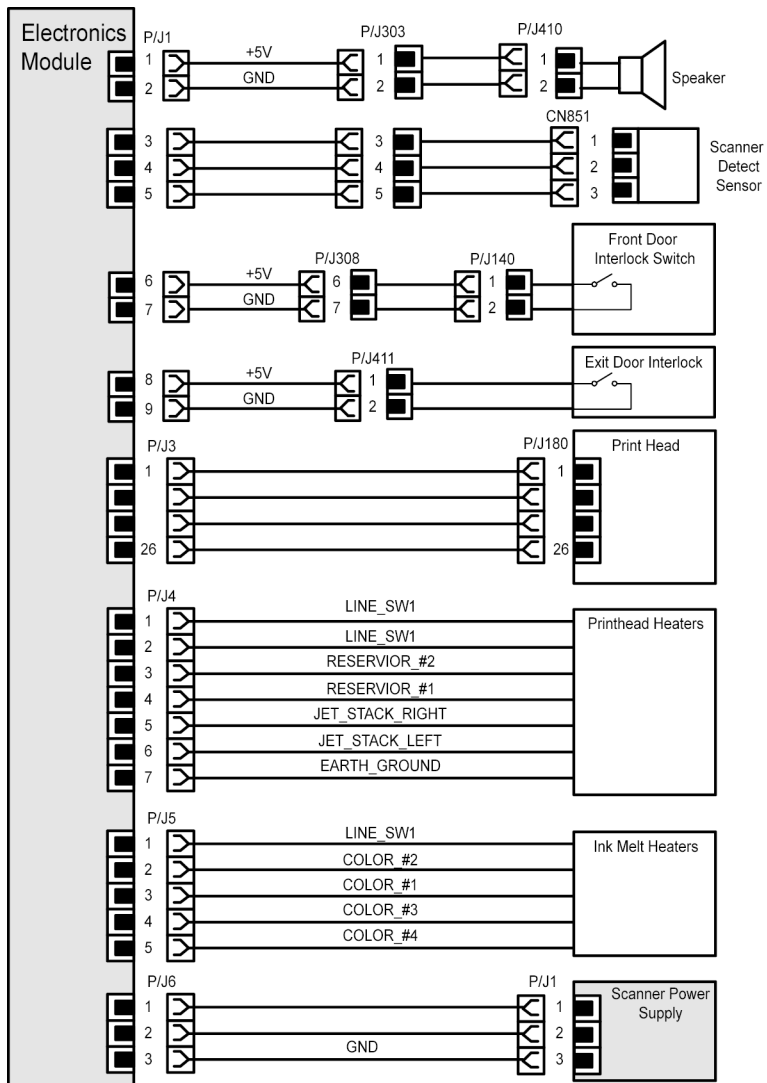 Electronics
Module
P/J1
P/J303
P/J410
1 +5V 1 1
2 GND 2 2
Speaker
CN851
3 3 1
4 4 2
5 5 3
Scanner
Detect
Sensor
Front Door
Interlock Switch
P/J308
P/J140
6 +5V 6 1
7 GND 7 2
P/J411
Exit Door Interlock
8 +5V 1
9 GND 2
P/J3
P/J180
Print Head
1 1
26 26
P/J4
Printhead Heaters
1 LINE_SW1
2 LINE_SW1
3 RESERVIOR_#2
4 RESERVIOR_#1
5 JET_STACK_RIGHT
6 JET_STACK_LEFT
7 EARTH_GROUND
P/J5
Ink Melt Heaters
1 LINE_SW1
2 COLOR_#2
3 COLOR_#1
4 COLOR_#3
5 COLOR_#4
P/J6
P/J1
Scanner Power
Supply
1 1
2 2
3 GND 3